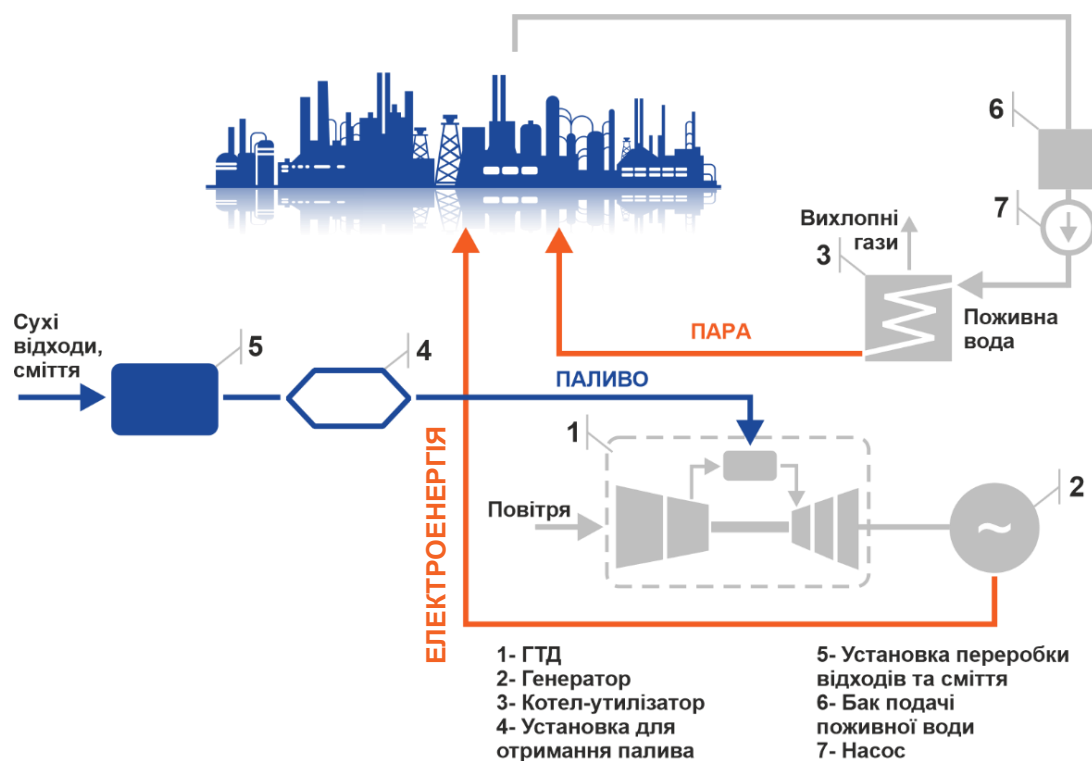 6
7
Вихлопні
гази
3
Поживна
вода
ПАРА
Сухі
відходи,
сміття
5
4
ПАЛИВО
ЕЛЕКТРОЕНЕРГІЯ
1
Повітря
2
~
1- ГТД
2- Генератор
3- Котел-утилізатор
4- Установка для
отримання палива
5- Установка переробки
відходів та сміття
6- Бак подачі
поживної води
7- Насос